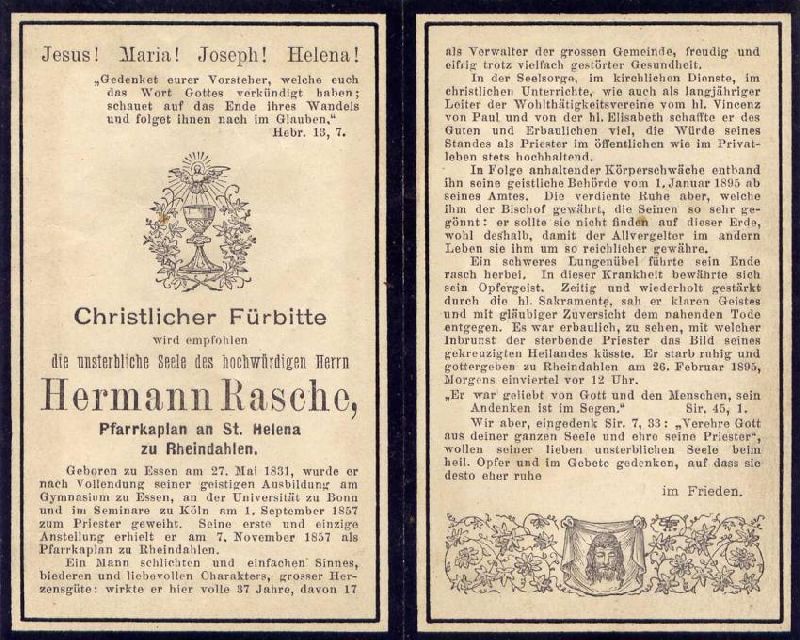 Jesus! Maria! Joseph! Helena!
„Gedenket eurer Vorsteher, welche euch
das Wort Gottes verkündigt haben;
schauet auf das Ende ihres Wandels
und folget ihnen nach im Glauben.“
Hebr. 13, 7.
Christlicher Fürbitte
wird empfohlen
die unsterbliche Seele des hochwürdigen Herrn
Hermann Rasche,
Pfarrkaplan an St. Helena
zu Rheindahlen.
Geboren zu Essen am 27. Mai 1831, wurde er
nach Vollendung seiner geistigen Ausbildung am
Gymnasium zu Essen, an der Universität zu Bonn
und im Seminare zu Köln am 1. September 1857
zum Priester geweiht. Seine erste und einzige
Anstellung erhielt er am 7. November 1857 als
Pfarrkaplan zu Rheindahlen.
Ein Mann schlichten und einfachen Sinnes,
biederen und liebevollen Charakters, grosser Her-
zensgüte: wirkte er hier volle 37 Jahre, davon 17
als Verwalter der grossen Gemeinde, freudig und
eifrig trotz vielfach gestörter Gesundheit.
In der Seelsorge, im kirchlichen Dienste, im
christlichen Unterrichte, wie auch als langjähriger
Leiter der Wohlthätigkeitsvereine vom hl. Vincenz
von Paul und von der hl. Elisabeth schaffte er des
Guten und Erbaulichen viel, die Würde seines
Standes als Priester im öffentlichen wie im Privat-
leben stets hochhaltend.
In Folge anhaltender Körperschwäche entband
ihn seine geistliche Behörde vom 1. Januar 1895 ab
seines Amtes. Die verdiente Ruhe aber, welche
ihm der Bischof gewährt, die Seinen so sehr ge-
gönnt: er sollte sie nicht finden auf dieser Erde,
wohl deshalb, damit der Allvergelter im andern
Leben sie ihm um so reichlicher gewähre.
Ein schweres Lungenübel führte sein Ende
rasch herbei. In dieser Krankheit bewährte sich
sein Opfergeist. Zeitig und wiederholt gestärkt
durch die hl. Sakramente, sah er klaren Geistes
und mit gläubiger Zuversicht dem nahenden Tode
entgegen. Es war erbaulich, zu sehen, mit welcher
Inbrunst der sterbende Priester das Bild seines
gekreuzigten Heilandes küsste. Er starb ruhig und
gottergeben zu Rheindahlen am 26. Februar 1895,
Morgens einviertel vor 12 Uhr.
„Er war geliebt von Gott und den Menschen, sein
Andenken ist im Segen.“ Sir. 45, 1.
Wir aber, eingedenk Sir. 7, 33: „Verehre Gott
aus deiner ganzen Seele und ehre seine Priester“,
wollen seiner lieben unsterblichen Seele beim
heil. Opfer und im Gebete gedenken, auf dass sie
desto eher ruhe
im Frieden.